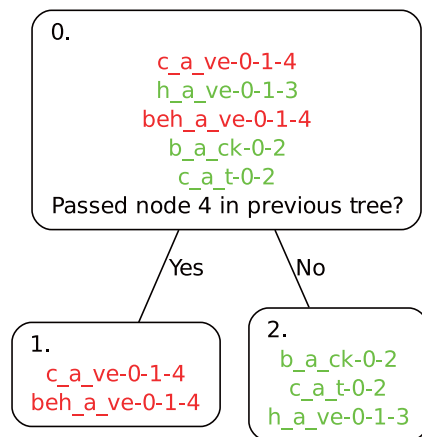 0.
c_a_ve-0-1-4
h_a_ve-0-1-3
beh_a_ve-0-1-4
b_a_ck-0-2
c_a_t-0-2
Passed node 4 in previous tree?
Yes
No
1.
c_a_ve-0-1-4
beh_a_ve-0-1-4
2.
b_a_ck-0-2
c_a_t-0-2
h_a_ve-0-1-3